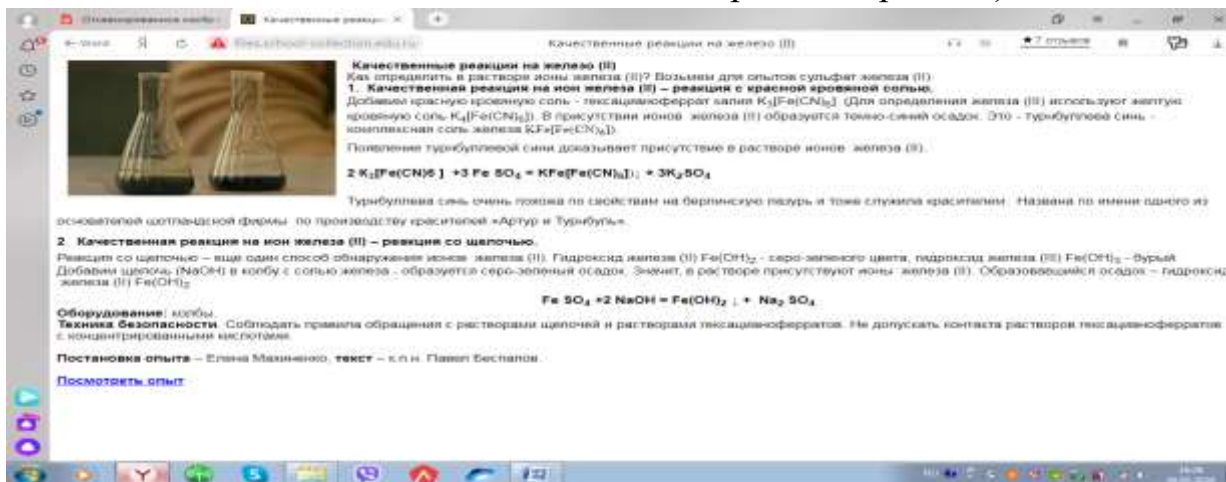 Качественные реакции на железо (II)
files.school-collection.edu.ru
7 отзывов
Качественные реакции на железо (II)
Как определить в растворе ионы железа (II)? Возьмем для опытов сульфат железа (II).
1. Качественная реакция на ион железа (II) – реакция с красной кровяной солью.
Добавим красную кровяную соль - гексацианоферрат калия K₃[Fe(CN)₆]. (Для определения железа (III) используют желтую
кровяную соль K₄[Fe(CN)₆]). В присутствии ионов железа (II) образуется темно-синий осадок. Это - турнбуллева синь -
комплексная соль железа KFe[Fe(CN)₆]).
Появление турнбуллевой сини доказывает присутствие в растворе ионов железа (II).
2 K₃[Fe(CN)6 ] +3 Fe SO₄ = KFe[Fe(CN)₆])↓ + 3K₂SO₄
Турнбуллева синь очень похожа по свойствам на берлинскую лазурь и тоже служила красителем. Названа по имени одного из
основателей шотландской фирмы по производству красителей «Артур и Турнбуль».
2. Качественная реакция на ион железа (II) – реакция со щелочью.
Реакция со щелочью – еще один способ обнаружения ионов железа (II). Гидроксид железа (II) Fe(OH)₂ - серо-зеленого цвета, гидроксид железа (III) Fe(OH)₃ – бурый.
Добавим щелочь (NaOH) в колбу с солью железа - образуется серо-зеленый осадок. Значит, в растворе присутствуют ионы железа (II). Образовавшийся осадок – гидроксид
железа (II) Fe(OH)₂
Fe SO₄ +2 NaOH = Fe(OH)₂ ↓ + Na₂ SO₄
Оборудование: колбы.
Техника безопасности. Соблюдать правила обращения с растворами щелочей и растворами гексацианоферратов. Не допускать контакта растворов гексацианоферратов
с концентрированными кислотами.
Постановка опыта – Елена Махиненко, текст – к.п.н. Павел Беспалов.
Посмотреть опыт